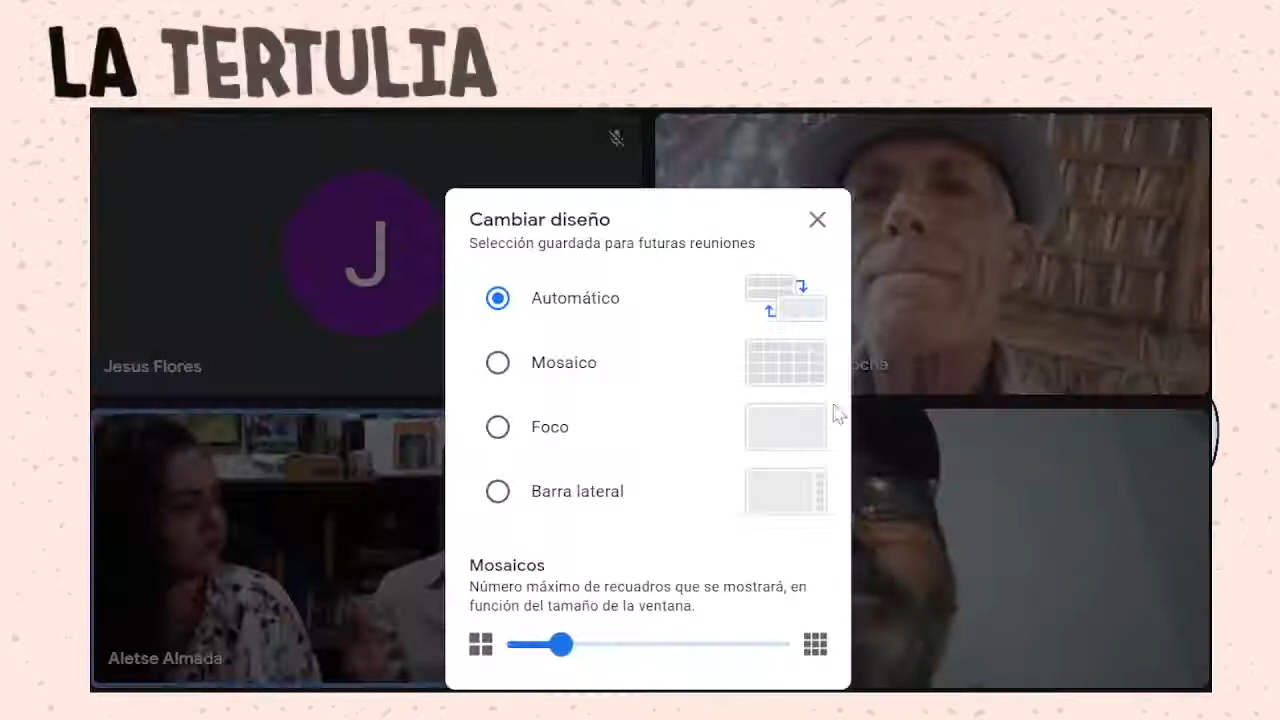 LA TERTULIA
J
Jesus Flores
Cambiar diseño
Selección guardada para futuras reuniones
Automático
Mosaico
Foco
Barra lateral
Mosaicos
Número máximo de recuadros que se mostrará, en
función del tamaño de la ventana.
Aletse Almada